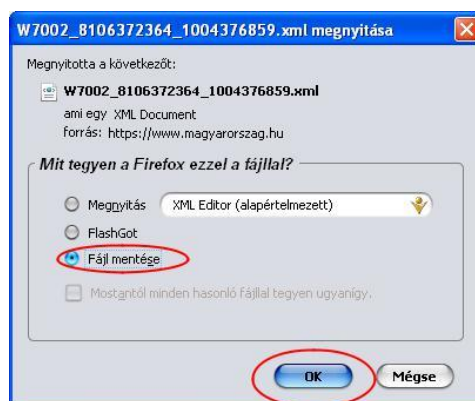 W7002_8106372364_1004376859.xml megnyitása
Megnyitotta a következőt:
W7002_8106372364_1004376859.xml
ami egy XML Document
forrás: https://www.magyarorszag.hu
Mit tegyen a Firefox ezzel a fájllal?
Megnyitás XML Editor (alapértelmezett)
FlashGot
Fájl mentése
Mostantól minden hasonló fájllal tegyen ugyanígy.
OK Mégse